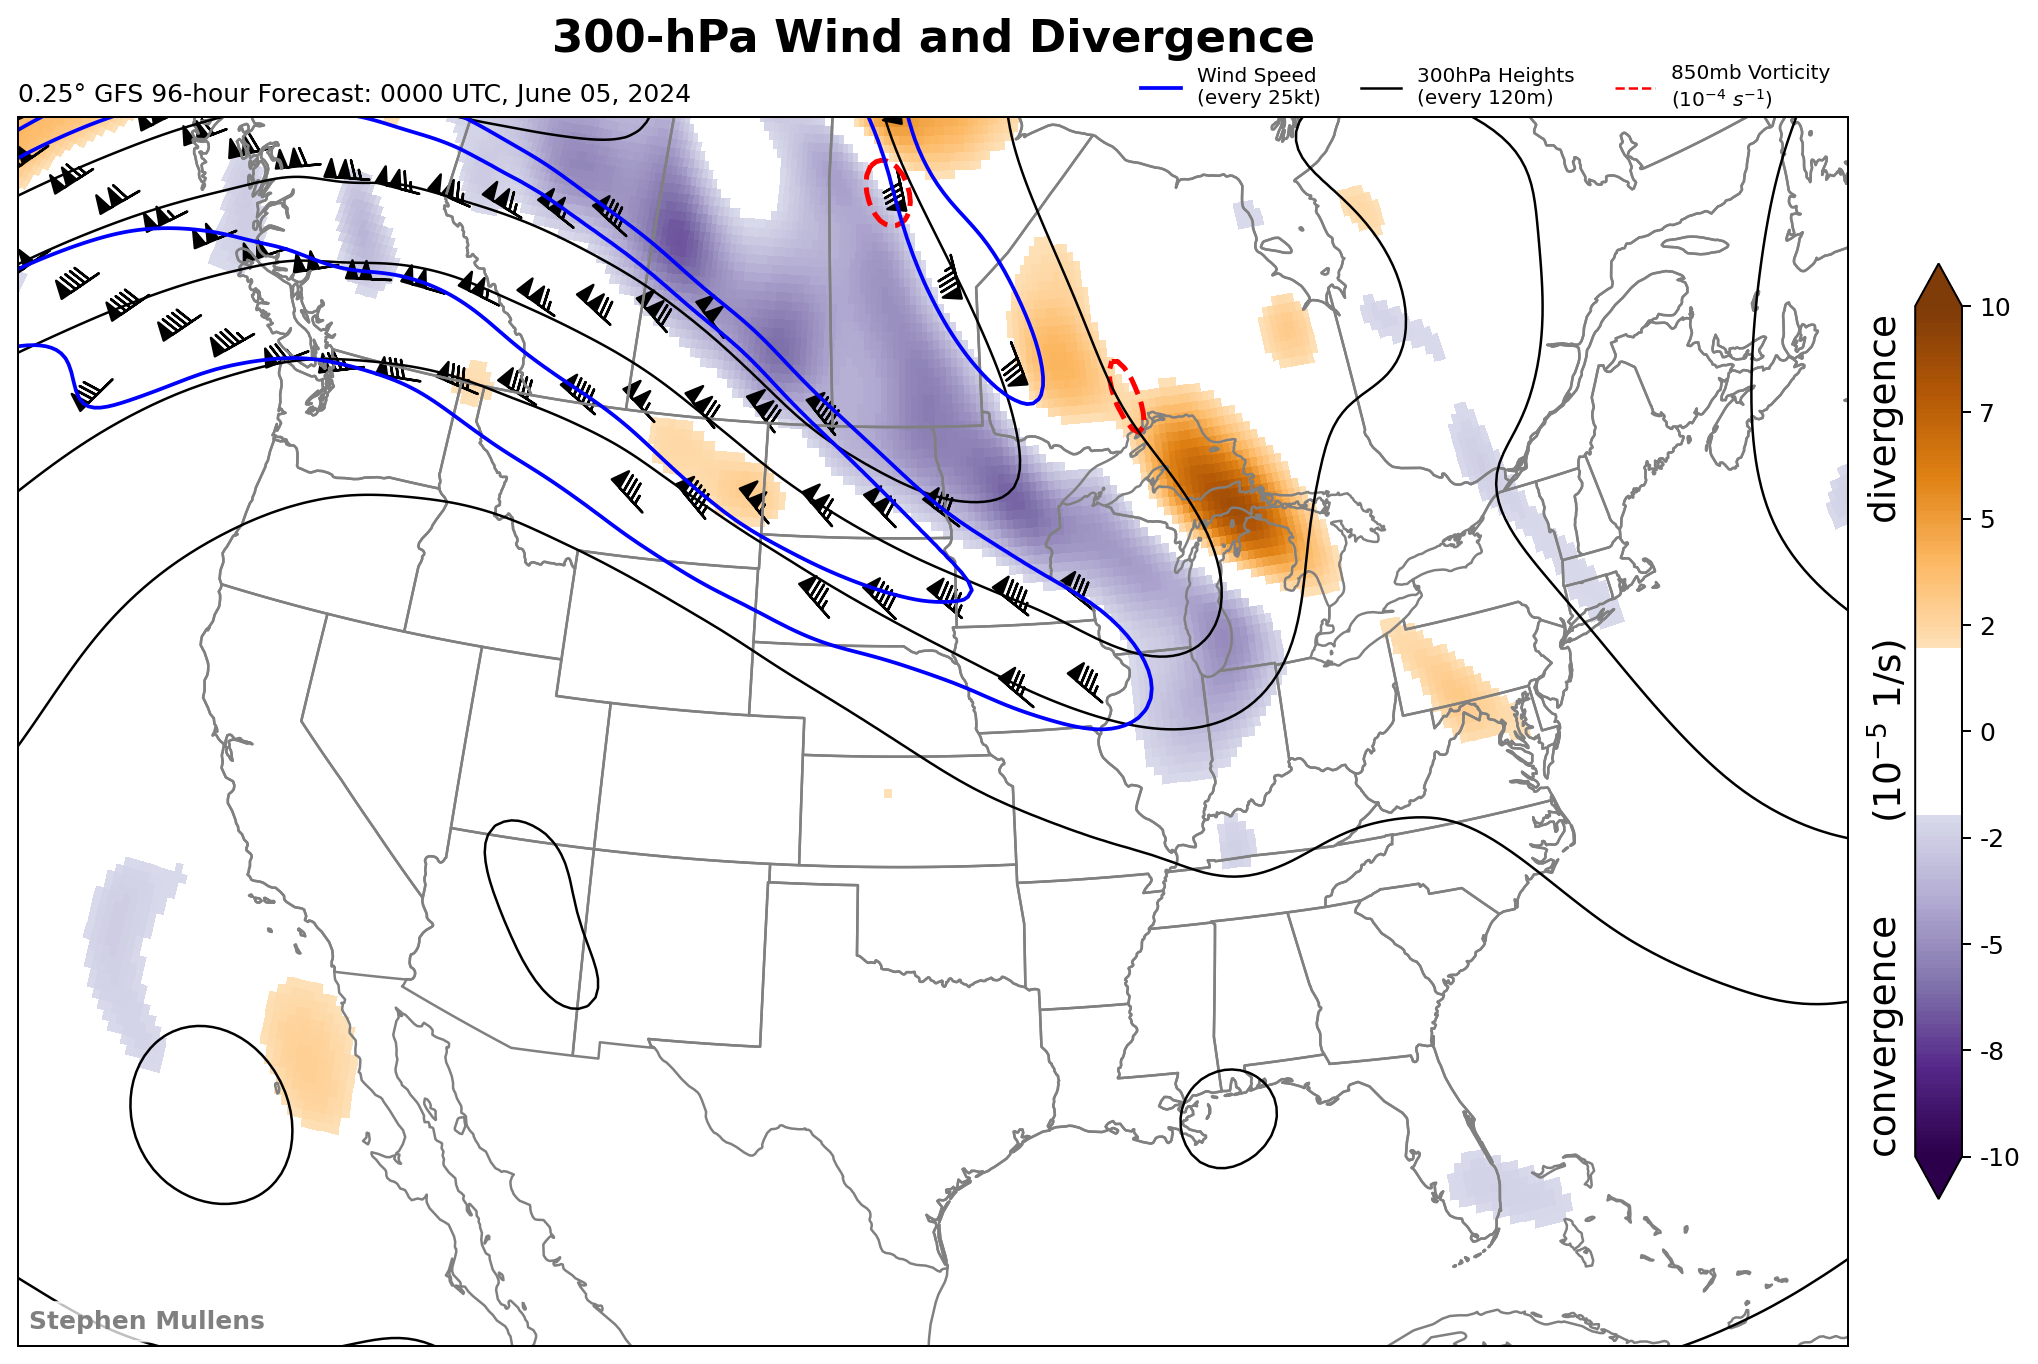 300-hPa Wind and Divergence
0.25° GFS 96-hour Forecast: 0000 UTC, June 05, 2024
Wind Speed
(every 25kt)
300hPa Heights
(every 120m)
850mb Vorticity
(10⁻⁴ s⁻¹)
10
7
5
2
0
-2
-5
-8
-10
convergence (10⁻⁵ 1/s) divergence
Stephen Mullens